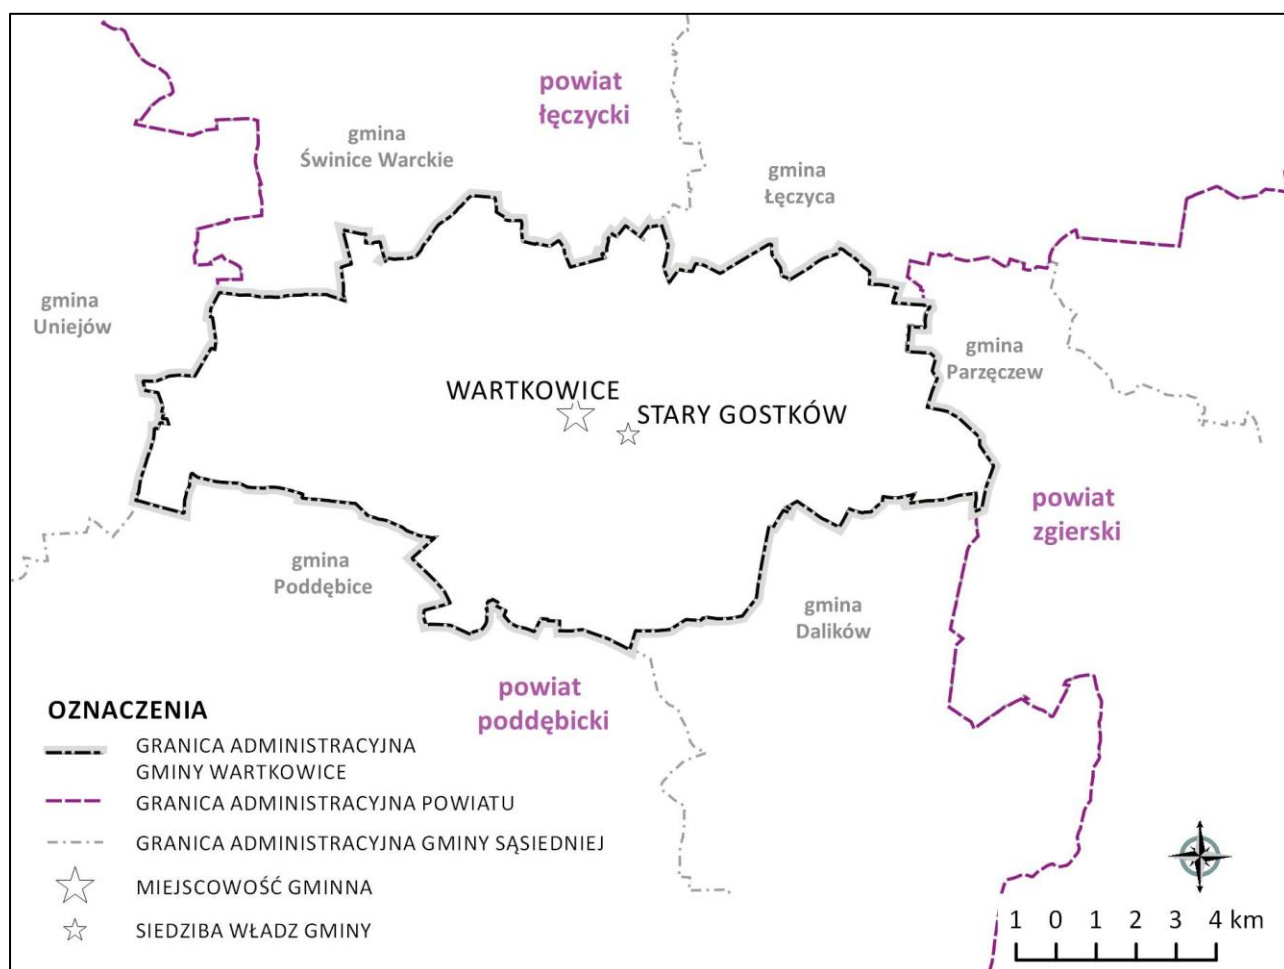 powiat
łęczycki
gmina
Świnice Warckie
gmina
Łęczyca
gmina
Uniejów
gmina
Parzęczew
WARTKOWICE
STARY GOSTKÓW
powiat
zgierski
gmina
Poddębice
gmina
Dalików
powiat
poddębicki
OZNACZENIA
GRANICA ADMINISTRACYJNA
GMINY WARTKOWICE
GRANICA ADMINISTRACYJNA POWIATU
GRANICA ADMINISTRACYJNA GMINY SĄSIEDNIEJ
MIEJSCOWOŚĆ GMINNA
SIEDZIBA WŁADZ GMINY
1 0 1 2 3 4 km